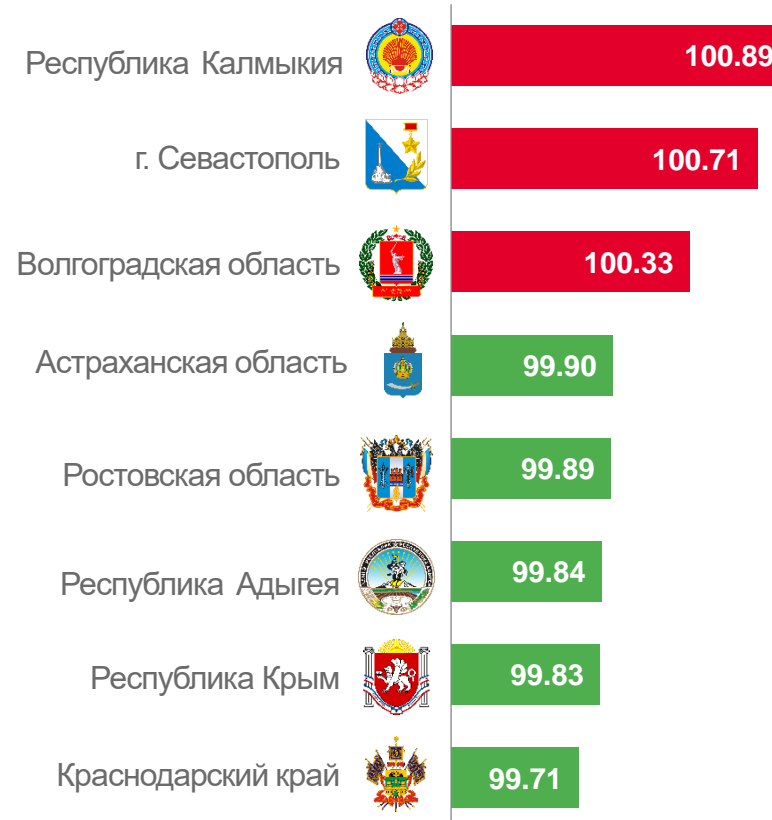 Республика Калмыкия 100.89
г. Севастополь 100.71
Волгоградская область 100.33
Астраханская область 99.90
Ростовская область 99.89
Республика Адыгея 99.84
Республика Крым 99.83
Краснодарский край 99.71